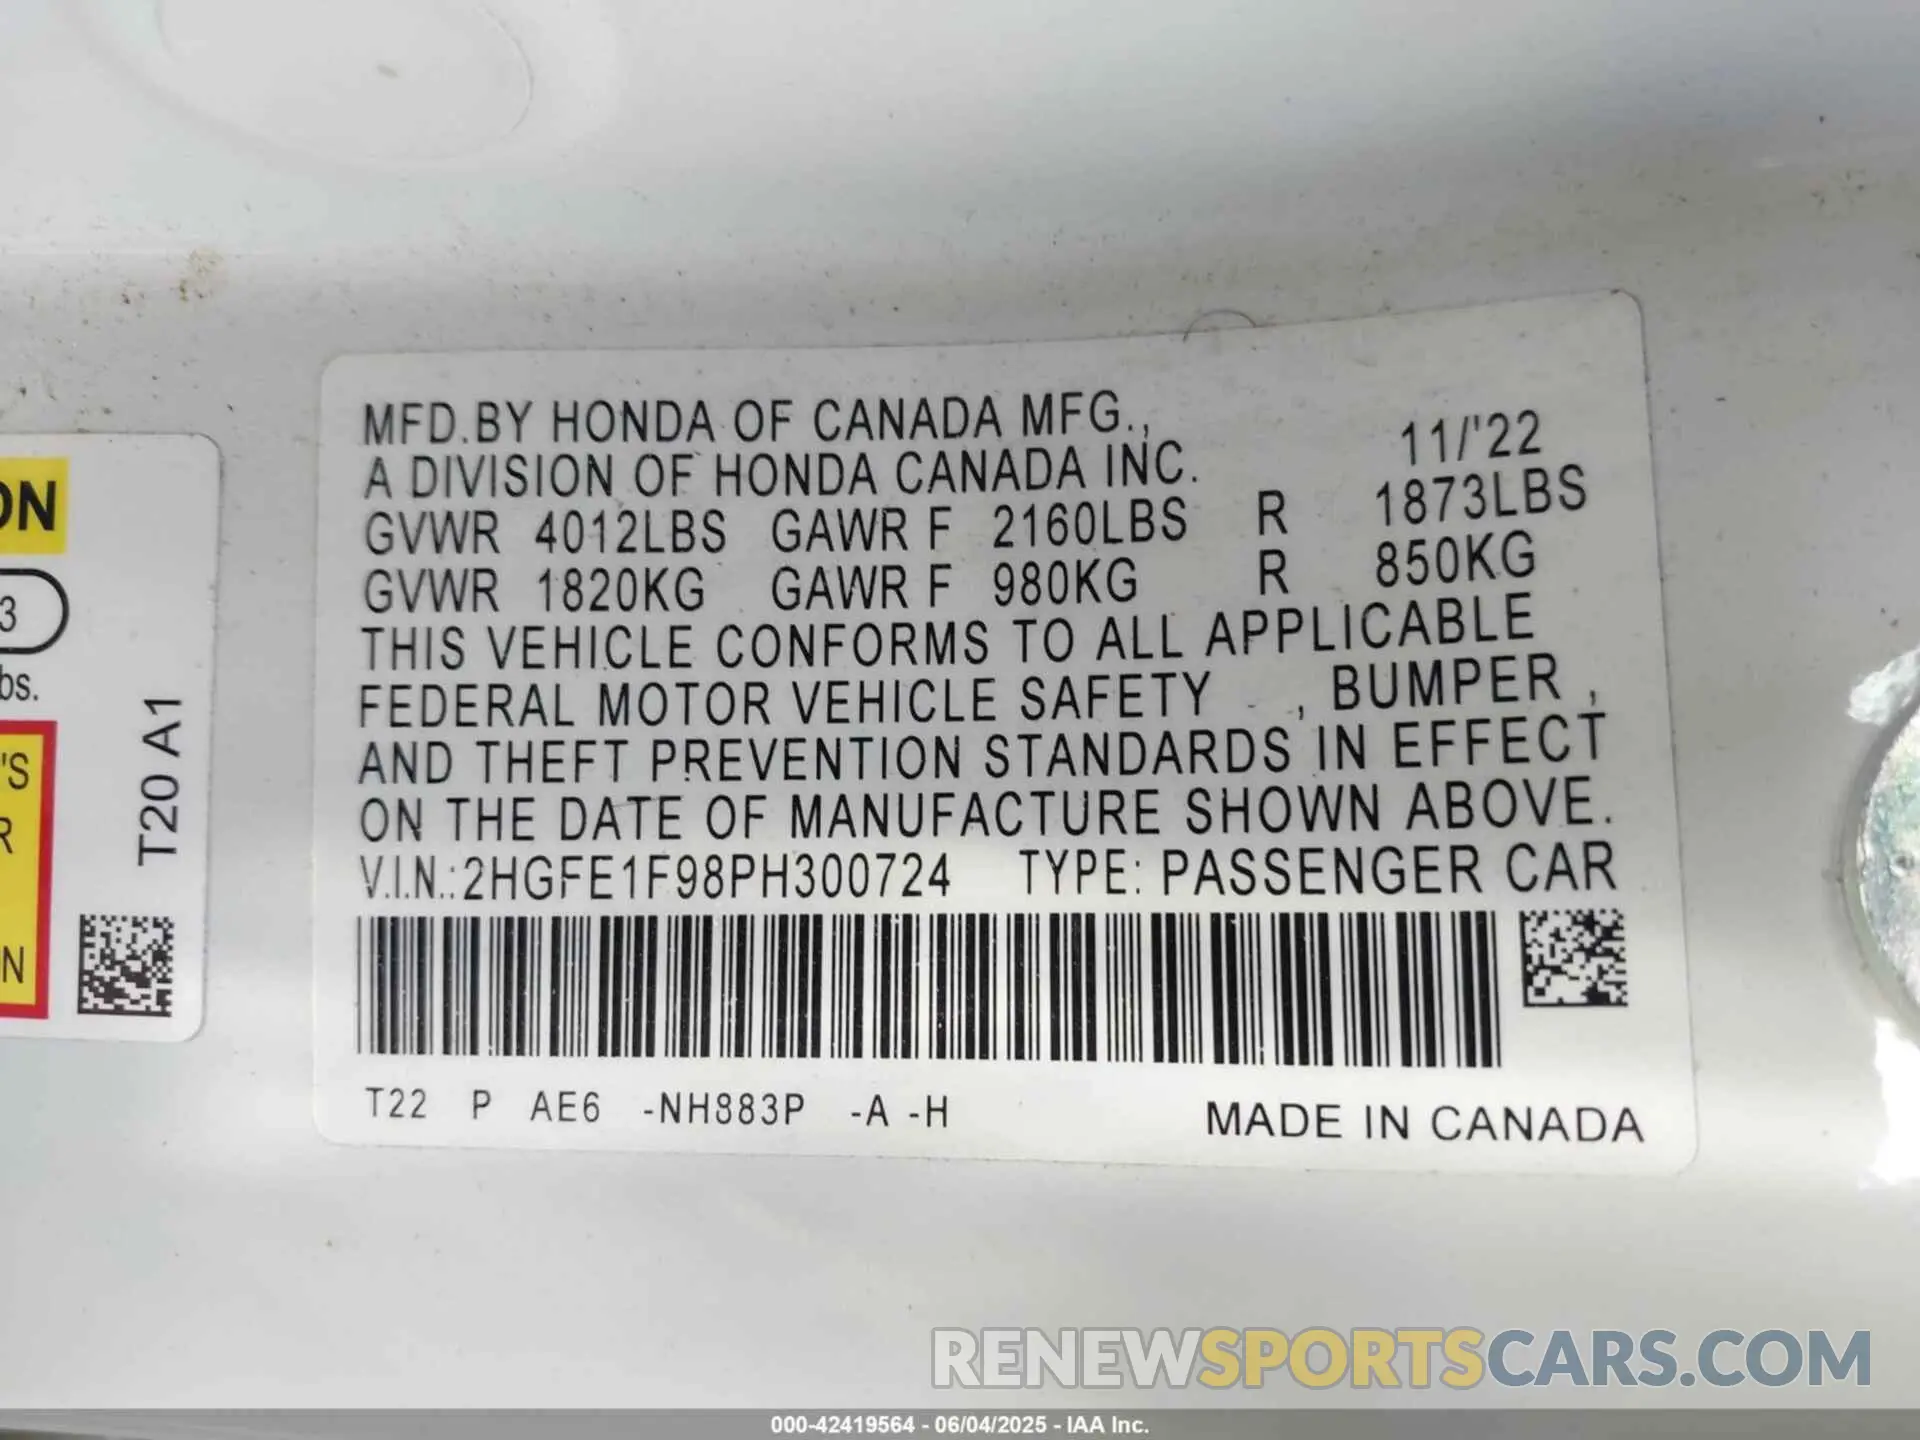 MFD.BY HONDA OF CANADA MFG., 11/'22
A DIVISION OF HONDA CANADA INC.
GVWR 4012LBS GAWR F 2160LBS R 1873LBS
GVWR 1820KG GAWR F 980KG R 850KG
THIS VEHICLE CONFORMS TO ALL APPLICABLE
FEDERAL MOTOR VEHICLE SAFETY , BUMPER ,
AND THEFT PREVENTION STANDARDS IN EFFECT
ON THE DATE OF MANUFACTURE SHOWN ABOVE.
V.I.N.:2HGFE1F98PH300724 TYPE: PASSENGER CAR
T22 P AE6 -NH883P -A -H MADE IN CANADA
ON
3
bs.
'S
R
N
T20 A1
RENEWSPORTSCARS.COM
000-42419564 - 06/04/2025 - IAA Inc.